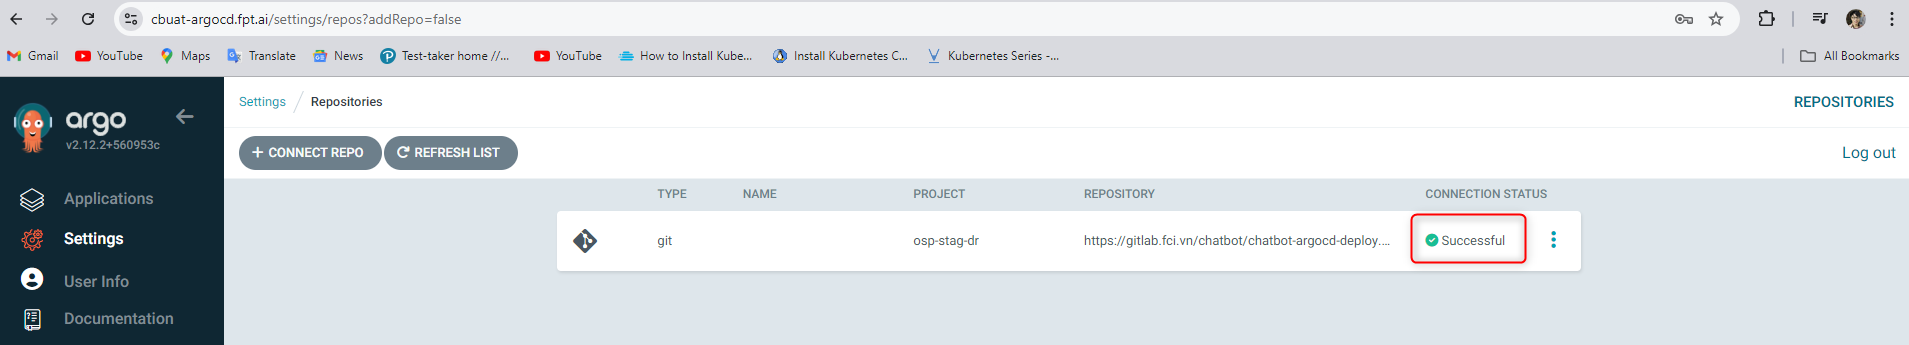 cbuat-argocd.fpt.ai/settings/repos?addRepo=false
Gmail YouTube Maps Translate News Test-taker home //... YouTube How to Install Kube... Install Kubernetes C... Kubernetes Series -... All Bookmarks
argo
v2.12.2+560953c
Applications
Settings
User Info
Documentation
Settings / Repositories REPOSITORIES
+ CONNECT REPO REFRESH LIST Log out
TYPE NAME PROJECT REPOSITORY CONNECTION STATUS
git osp-stag-dr https://gitlab.fci.vn/chatbot/chatbot-argocd-deploy.... Successful